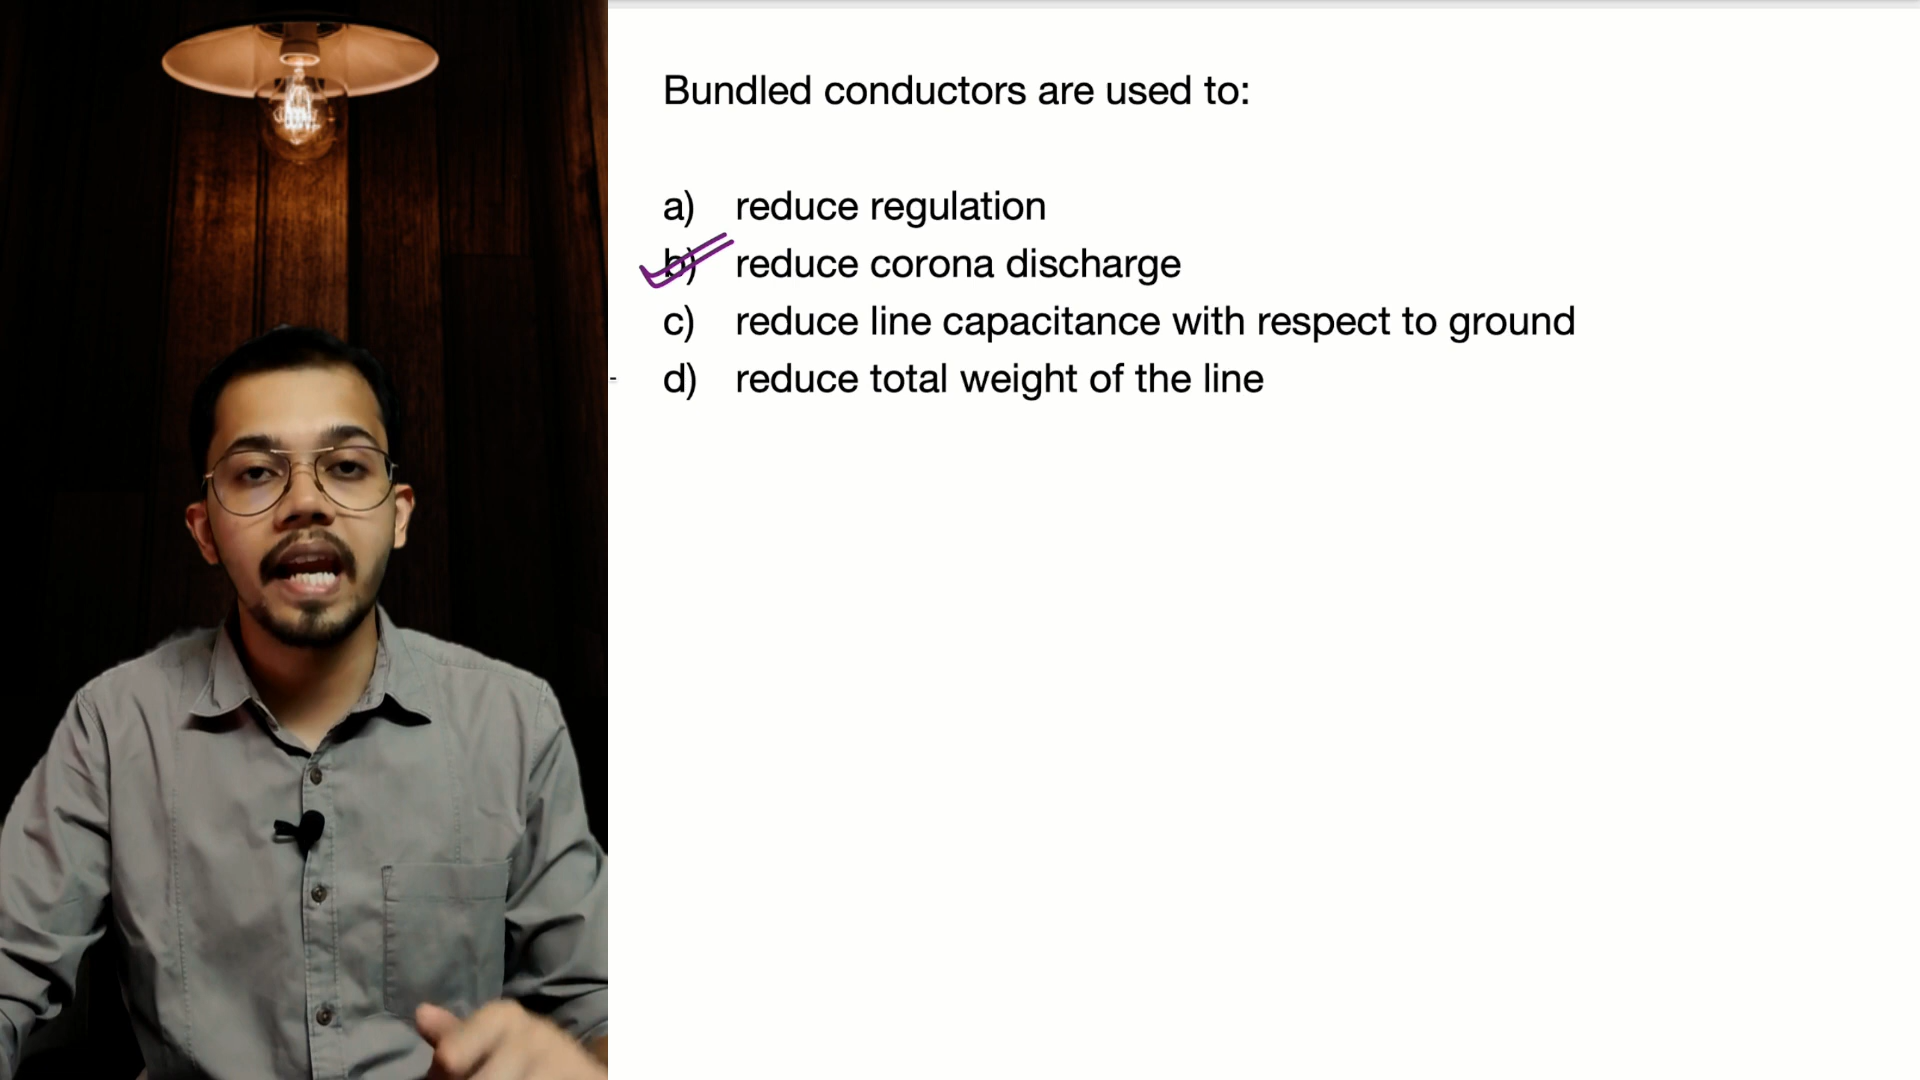 Bundled conductors are used to:
a) reduce regulation
b) reduce corona discharge
c) reduce line capacitance with respect to ground
d) reduce total weight of the line